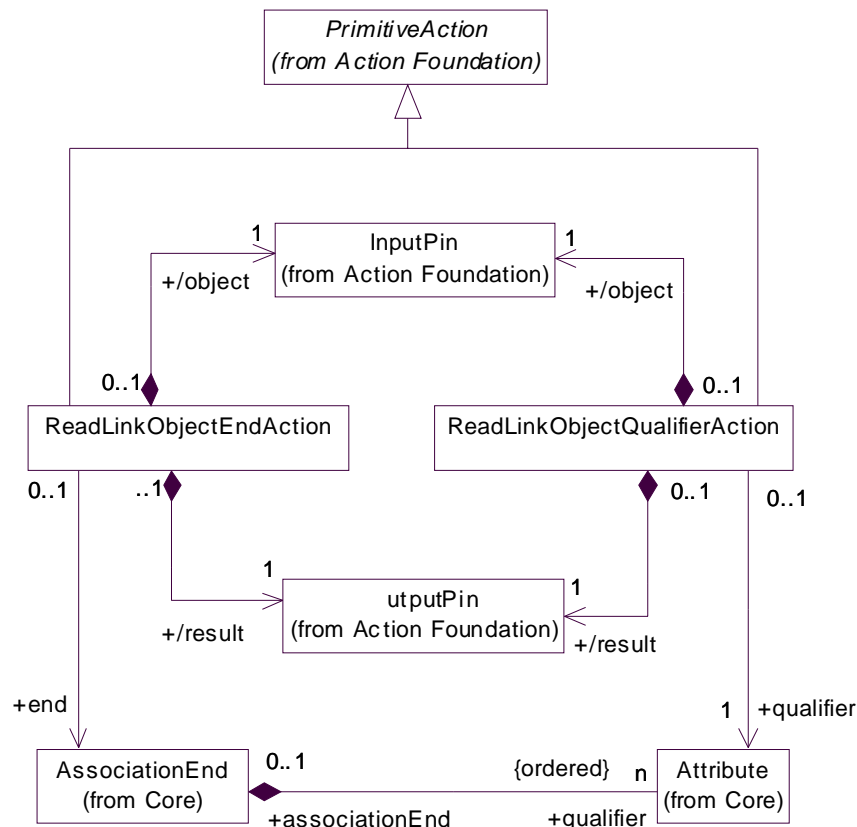 PrimitiveAction
(from Action Foundation)
1
InputPin
(from Action Foundation)
1
+/object
+/object
0..1
0..1
ReadLinkObjectEndAction
ReadLinkObjectQualifierAction
0..1
..1
0..1
0..1
1
utputPin
(from Action Foundation)
1
+/result
+/result
+end
1
+qualifier
AssociationEnd
(from Core)
0..1
{ordered}
n
Attribute
(from Core)
+associationEnd
+qualifier